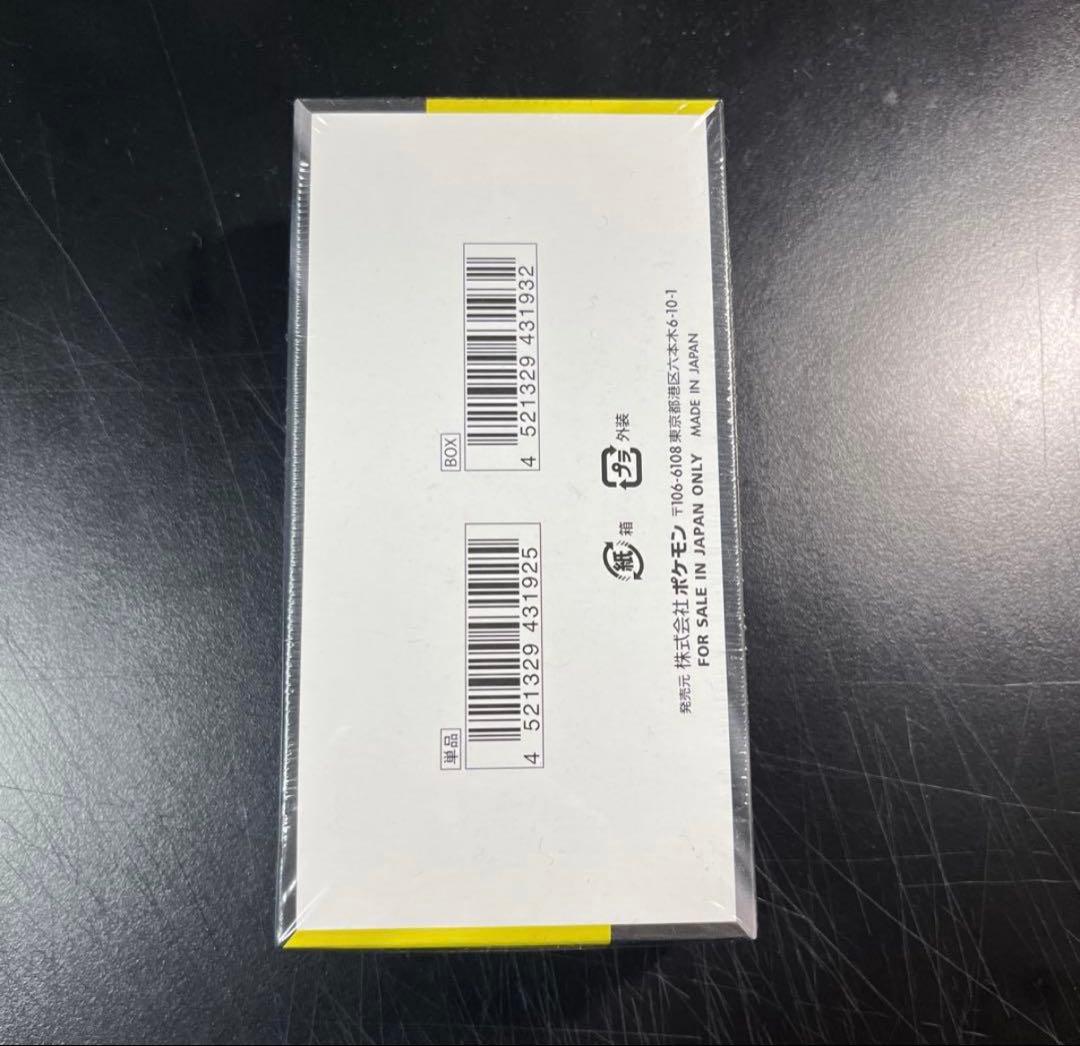 単品
4 521329 431925
BOX
4 521329 431932
紙 箱
プラ 外装
発売元 株式会社ポケモン 〒106-6108 東京都港区六本木6-10-1
FOR SALE IN JAPAN ONLY MADE IN JAPAN